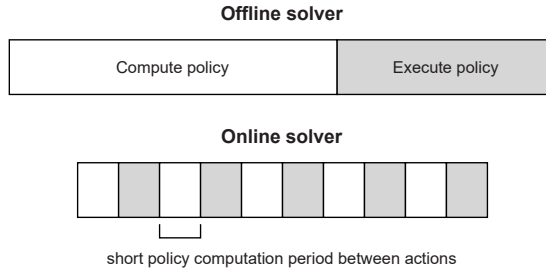 Offline solver
Compute policy Execute policy
Online solver
short policy computation period between actions